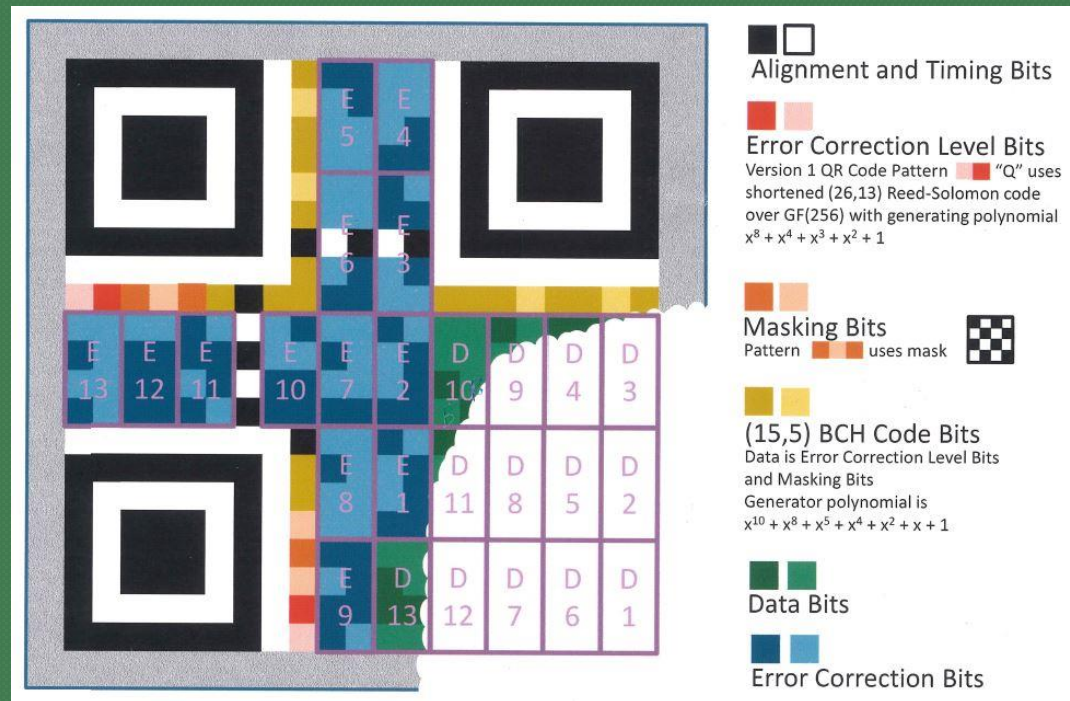 E E
5 4
E E
6 3
E E E E E E D D D D
13 12 11 10 7 2 10 9 4 3
E E D D D D
8 1 11 8 5 2
E D D D D D
9 13 12 7 6 1
Alignment and Timing Bits
Error Correction Level Bits
Version 1 QR Code Pattern “Q” uses
shortened (26,13) Reed-Solomon code
over GF(256) with generating polynomial
x⁸ + x⁴ + x³ + x² + 1
Masking Bits
Pattern uses mask
(15,5) BCH Code Bits
Data is Error Correction Level Bits
and Masking Bits
Generator polynomial is
x¹⁰ + x⁸ + x⁵ + x⁴ + x² + x + 1
Data Bits
Error Correction Bits